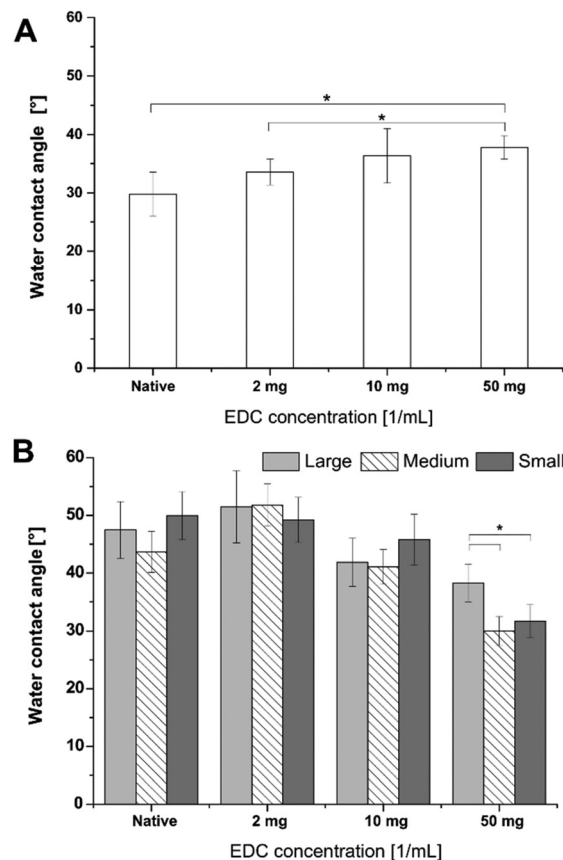 A
60
50
40
30
20
10
0
Water contact angle [°]
*
*
Native 2 mg 10 mg 50 mg
EDC concentration [1/mL]
B
Large Medium Small
60
50
40
30
20
10
0
Water contact angle [°]
*
Native 2 mg 10 mg 50 mg
EDC concentration [1/mL]